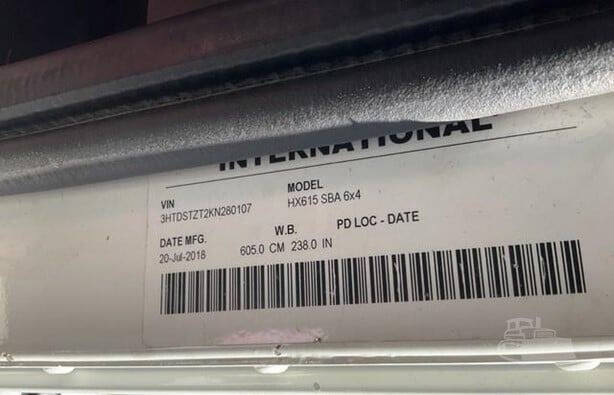 INTERNATIONAL
VIN
3HTDSTZT2KN280107
MODEL
HX615 SBA 6x4
DATE MFG.
20-Jul-2018
W.B.
605.0 CM 238.0 IN
PD LOC - DATE